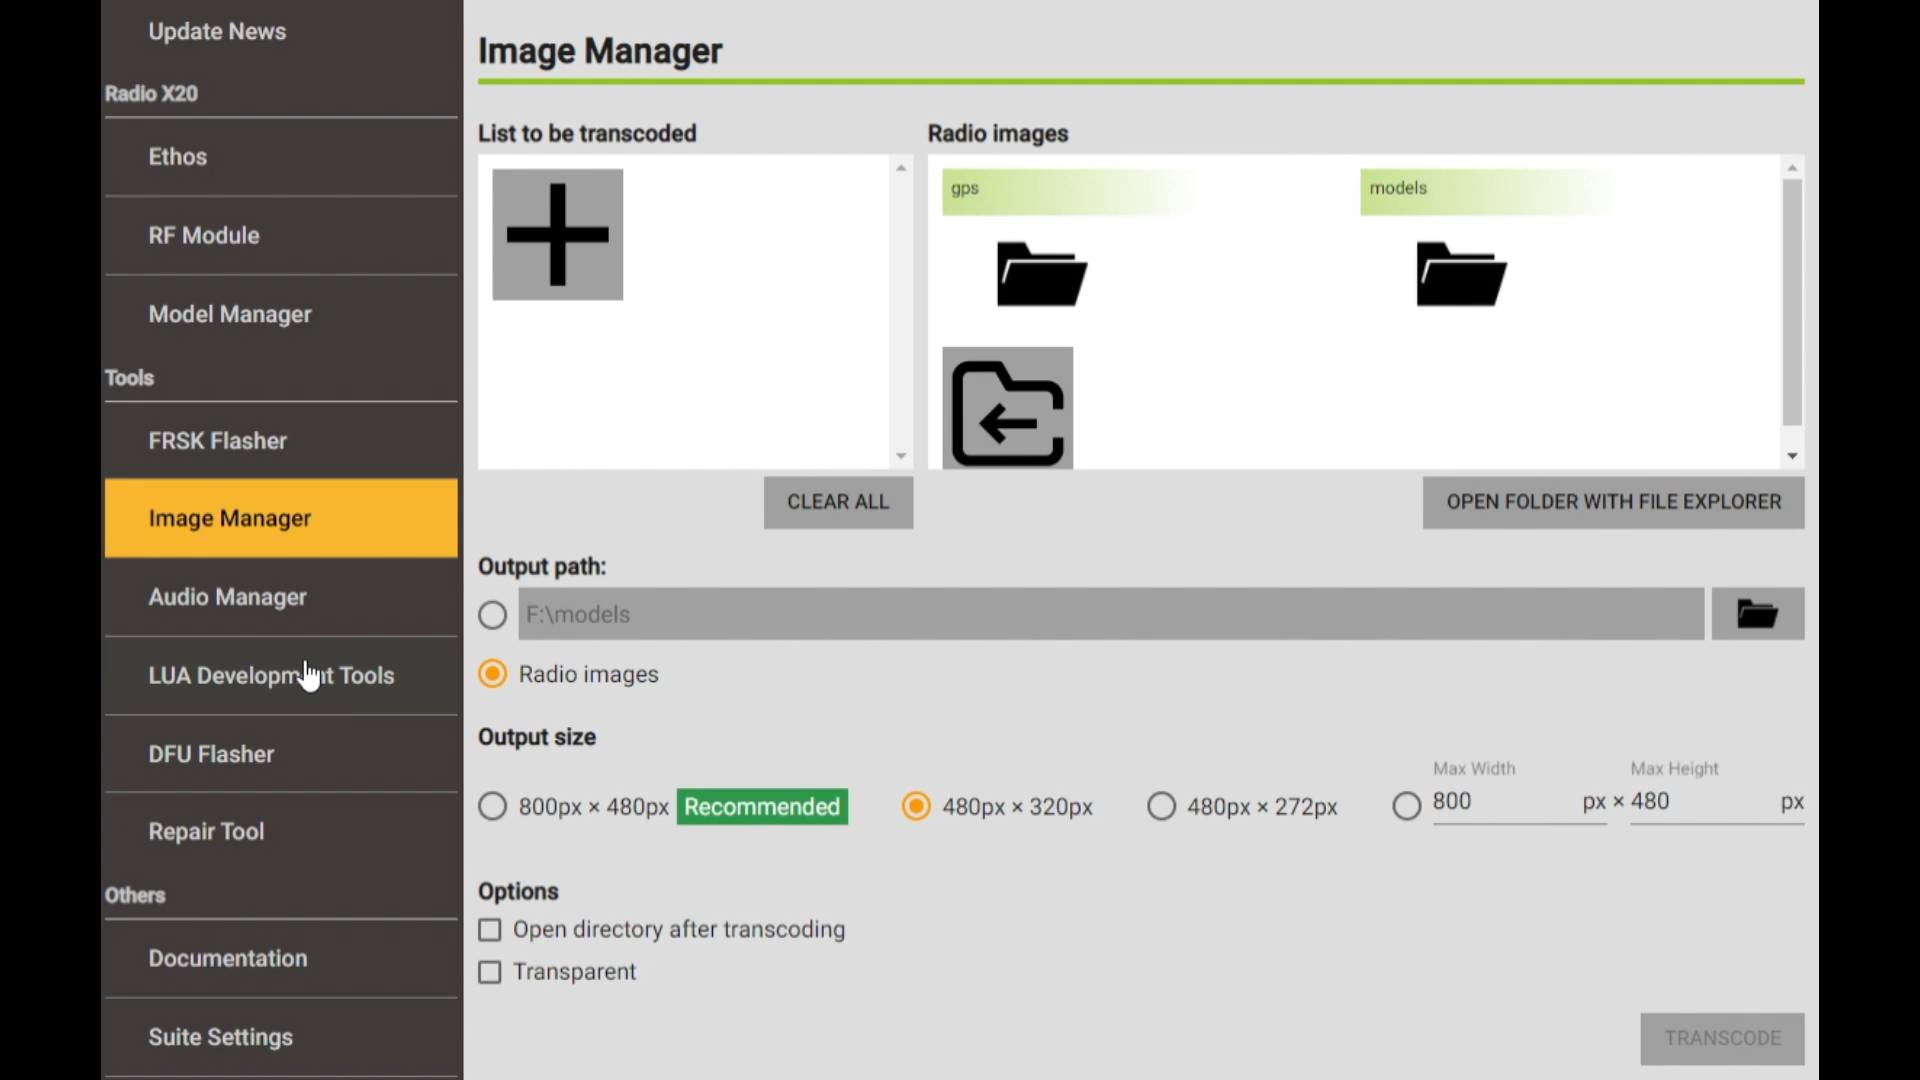 Update News
Radio X20
Ethos
RF Module
Model Manager
Tools
FRSK Flasher
Image Manager
Audio Manager
LUA Development Tools
DFU Flasher
Repair Tool
Others
Documentation
Suite Settings
Image Manager
List to be transcoded
Radio images
gps
models
CLEAR ALL
OPEN FOLDER WITH FILE EXPLORER
Output path:
F:\models
Radio images
Output size
Max Width
Max Height
800px × 480px Recommended
480px × 320px
480px × 272px
800 px × 480 px
Options
Open directory after transcoding
Transparent
TRANSCODE